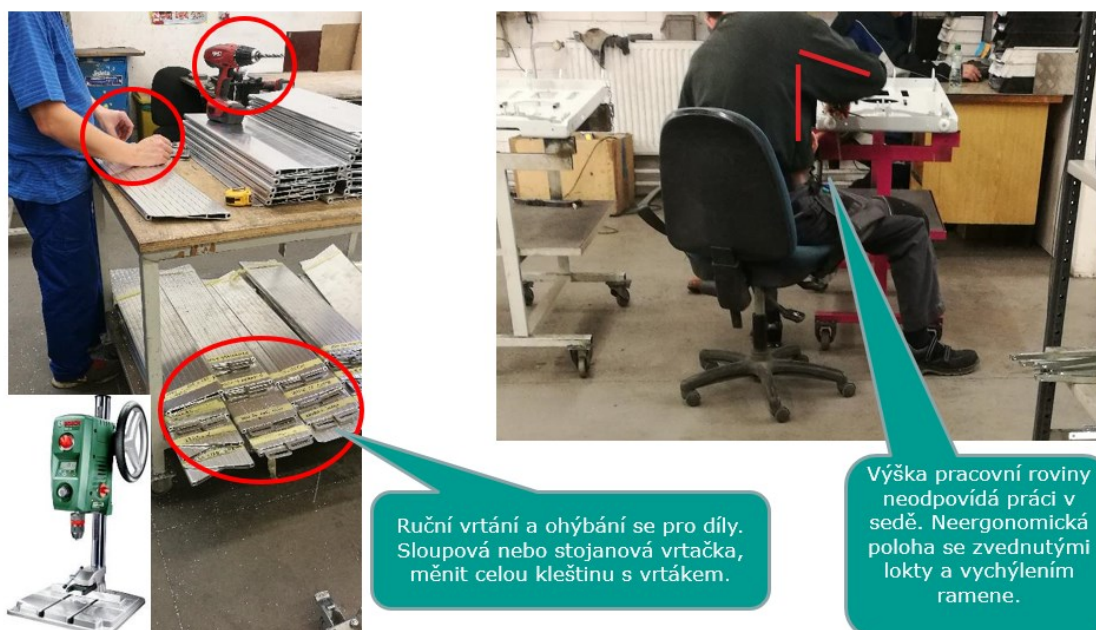 Ruční vrtání a ohýbání se pro díly.
Sloupová nebo stojanová vrtačka,
měnit celou kleštinu s vrtákem.
Výška pracovní roviny
neodpovídá práci v
sedě. Neergonomická
poloha se zvednutými
lokty a vychýlením
ramene.